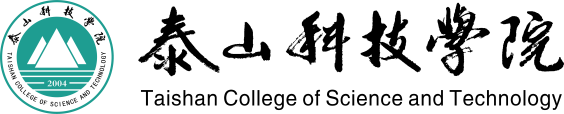 泰山科技學院
TAISHAN COLLEGE OF SCIENCE AND TECHNOLOGY
2004
泰山科技學院
Taishan College of Science and Technology